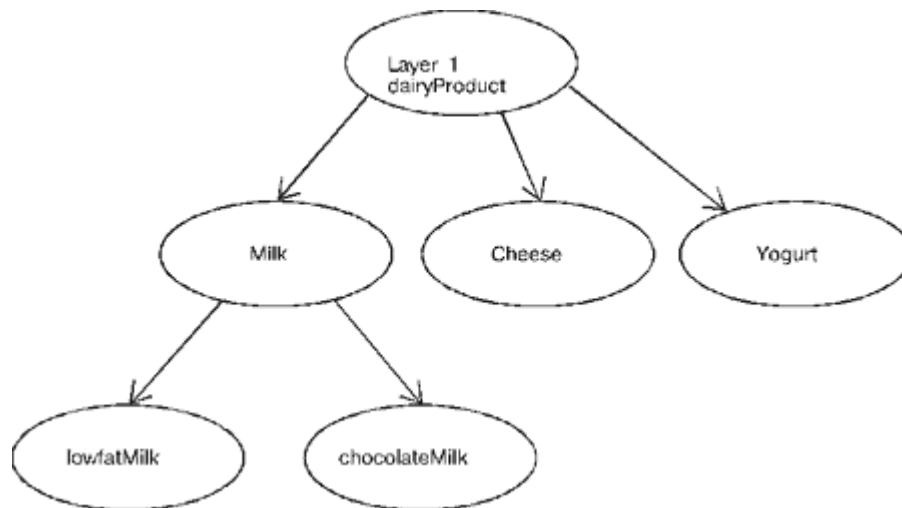 Layer 1
dairyProduct
Milk
Cheese
Yogurt
lowfatMilk
chocolateMilk